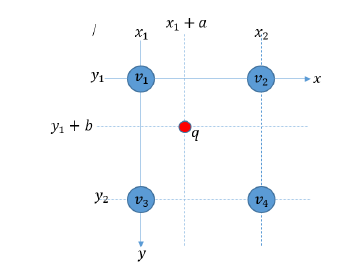 / x₁ x₁ + a x₂
y₁ v₁ v₂ x
y₁ + b q
y₂ v₃ v₄
y